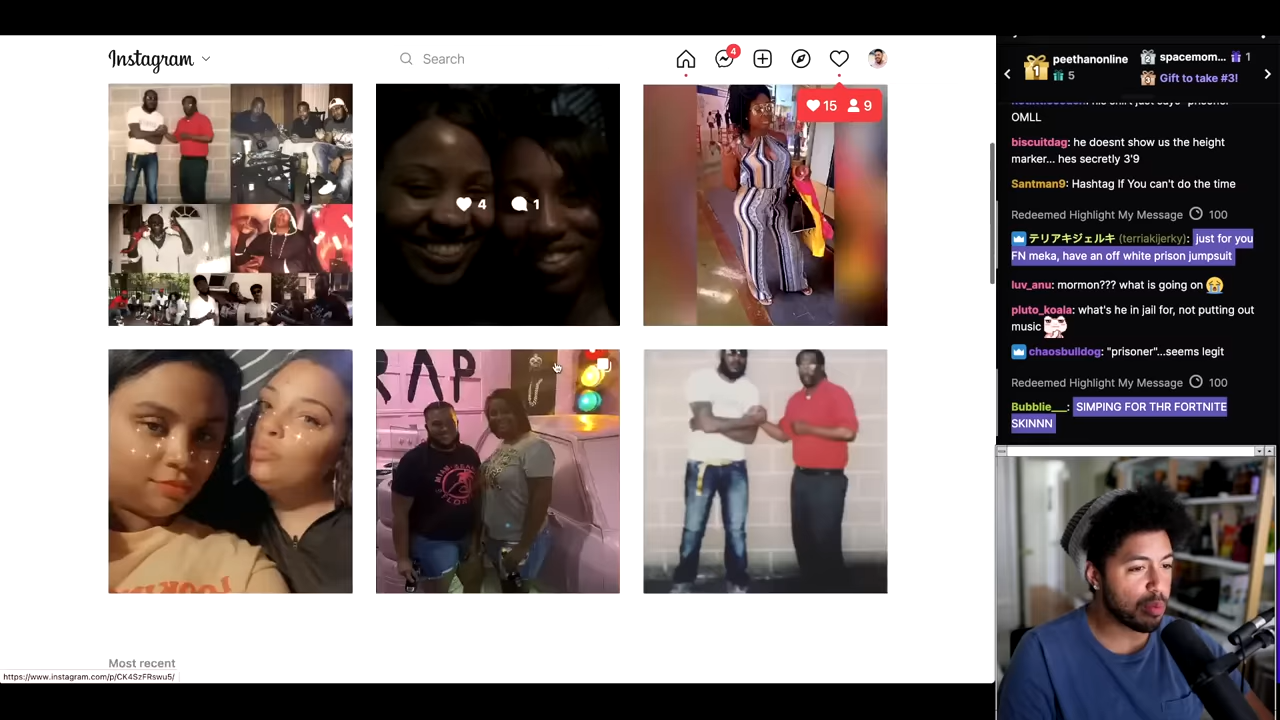 Instagram
Search
4
15 9
4 1
RAP
Most recent
https://www.instagram.com/p/CK4SzFRswu5/
1 peethanonline
5
2 spacemom... 1
3 Gift to take #3!
OMLL
biscuitdag: he doesnt show us the height
marker... hes secretly 3'9
Santman9: Hashtag If You can't do the time
Redeemed Highlight My Message 100
テリアキジェルキ (terriakijerky): just for you
FN meka, have an off white prison jumpsuit
luv_anu: mormon??? what is going on
pluto_koala: what's he in jail for, not putting out
music
chaosbulldog: "prisoner"...seems legit
Redeemed Highlight My Message 100
Bubblie___: SIMPING FOR THR FORTNITE
SKINNN